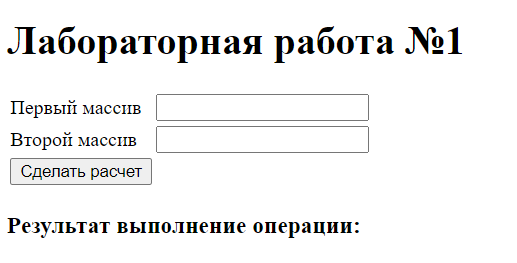 Лабораторная работа №1
Первый массив
Второй массив
Сделать расчет
Результат выполнение операции: